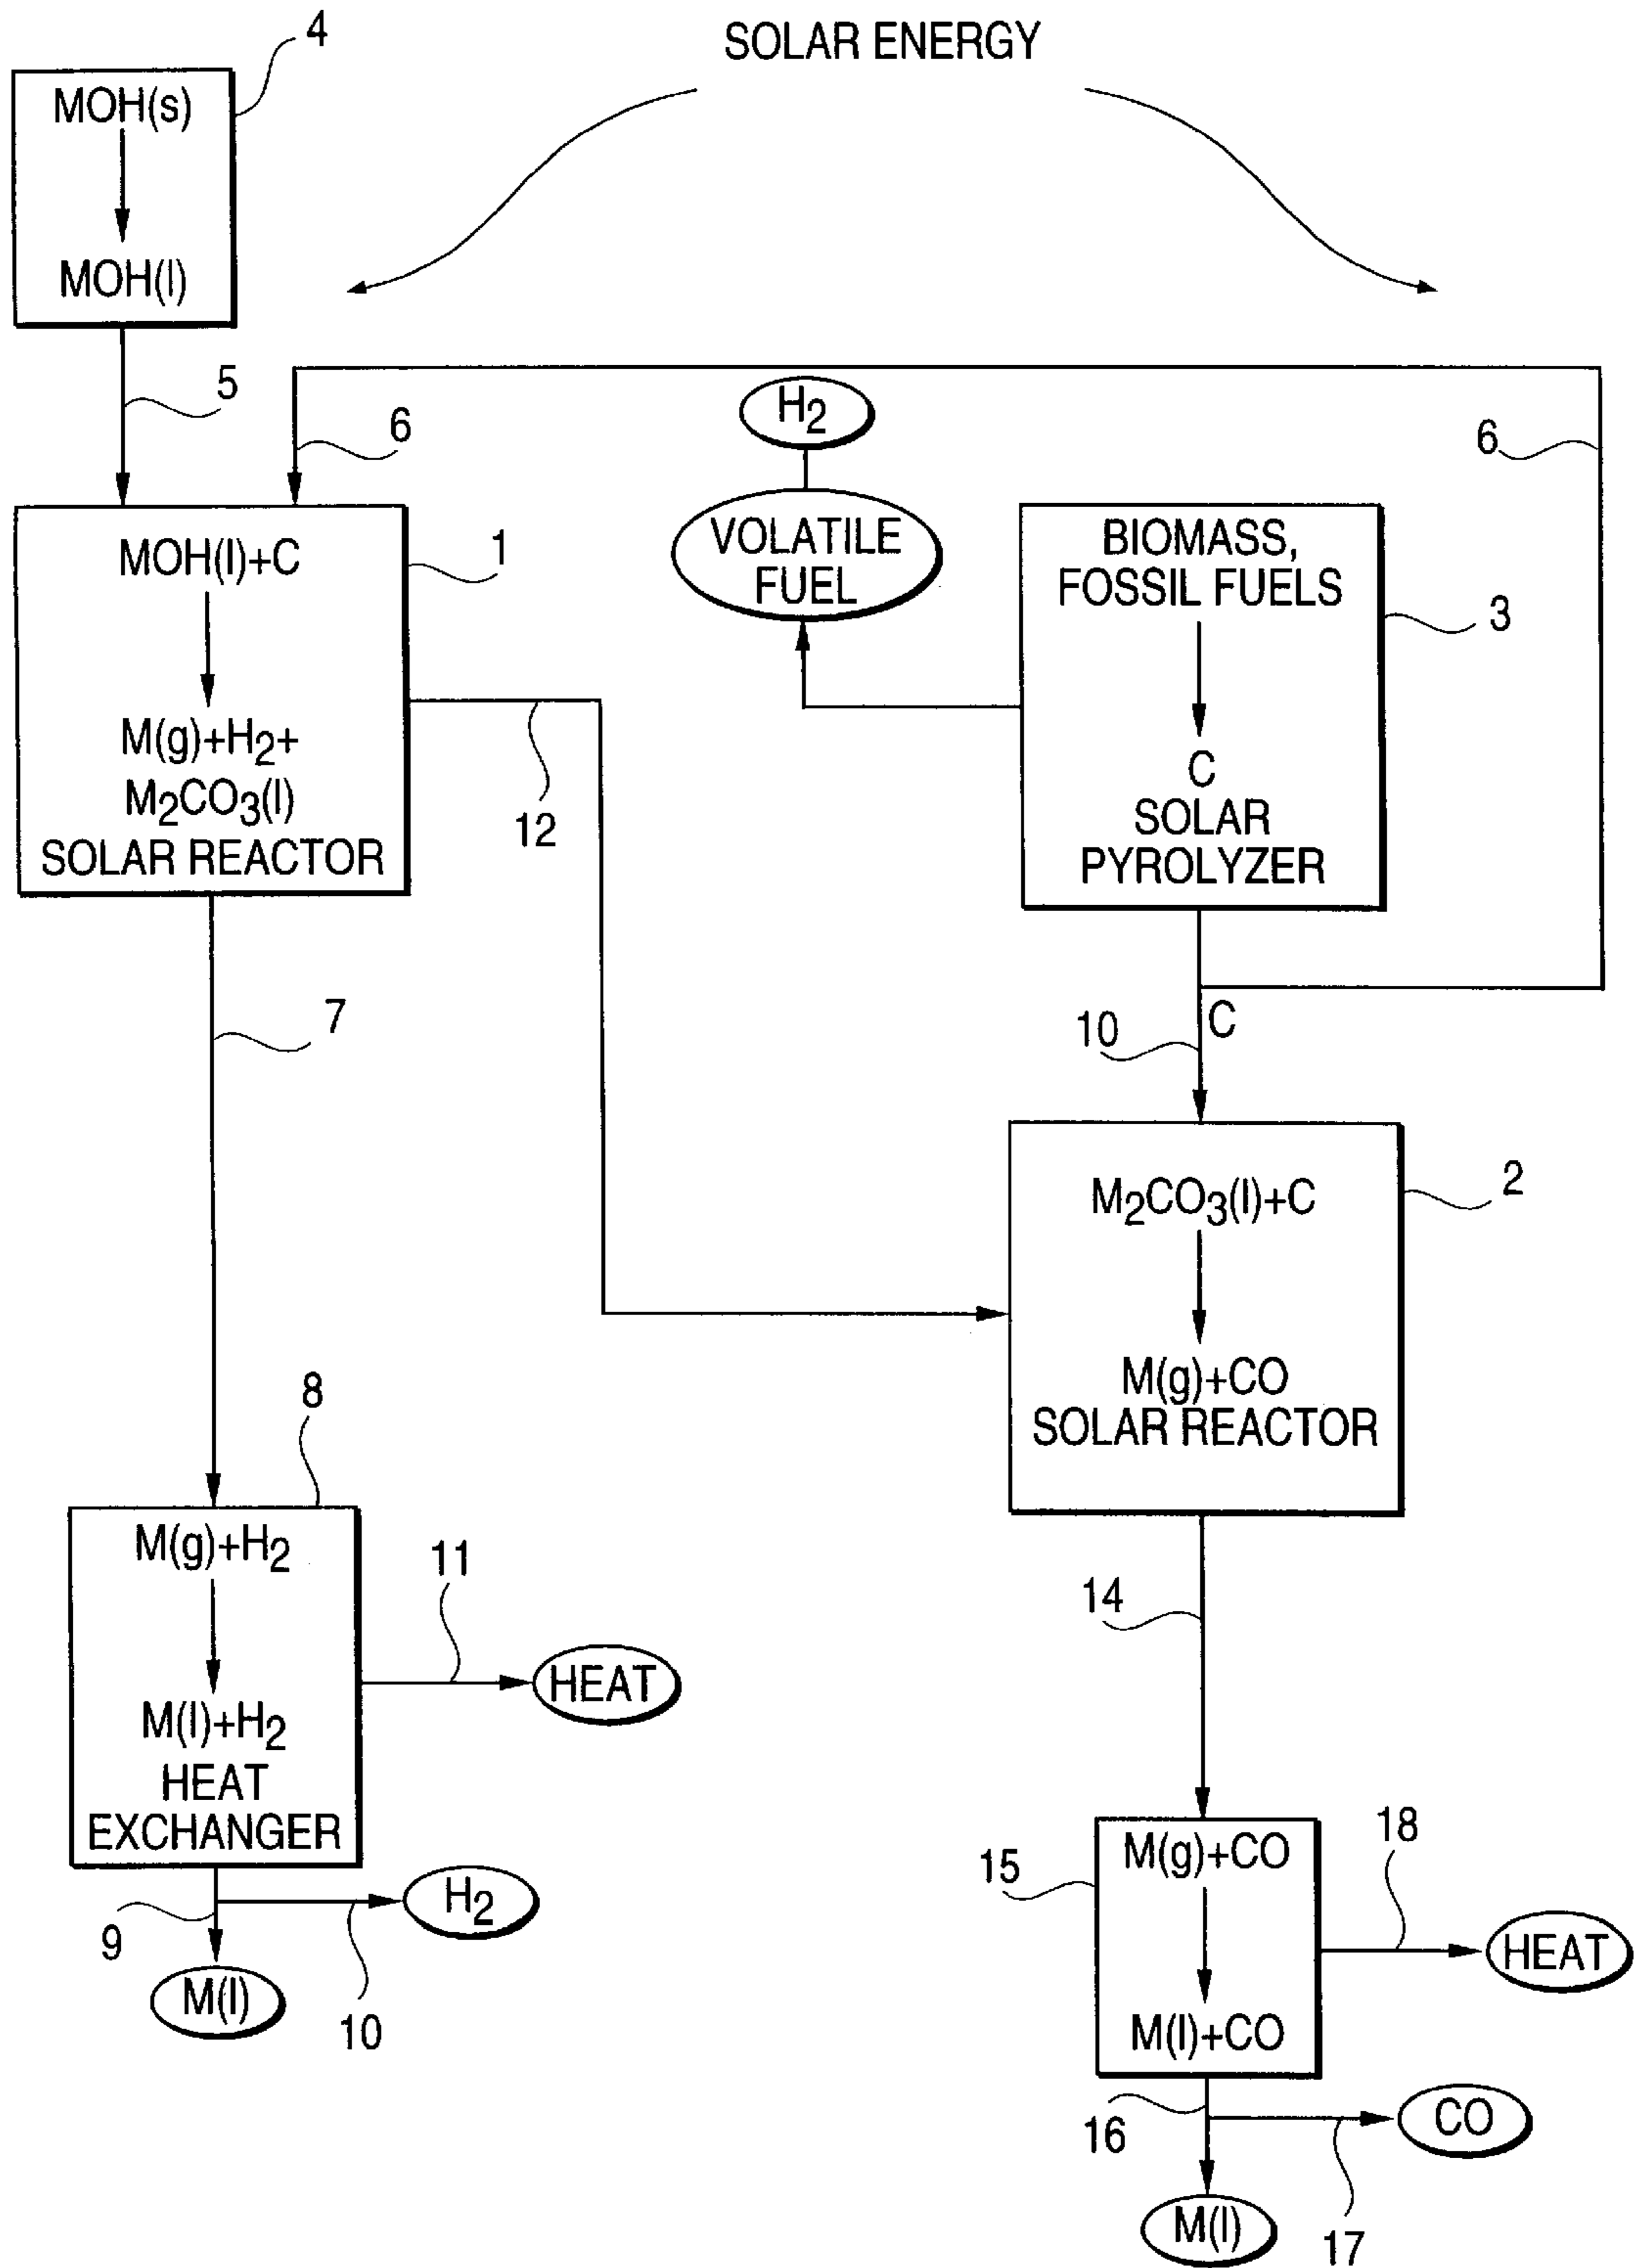 SOLAR ENERGY
4
MOH(s)
MOH(l)
5
6
6
H2
VOLATILE
FUEL
BIOMASS,
FOSSIL FUELS
C
SOLAR
PYROLYZER
3
MOH(l)+C
M(g)+H2+
M2CO3(l)
SOLAR REACTOR
1
12
7
10
C
M2CO3(l)+C
M(g)+CO
SOLAR REACTOR
2
8
M(g)+H2
M(l)+H2
HEAT
EXCHANGER
11
HEAT
14
9
H2
10
M(l)
15
M(g)+CO
M(l)+CO
18
HEAT
16
CO
17
M(l)